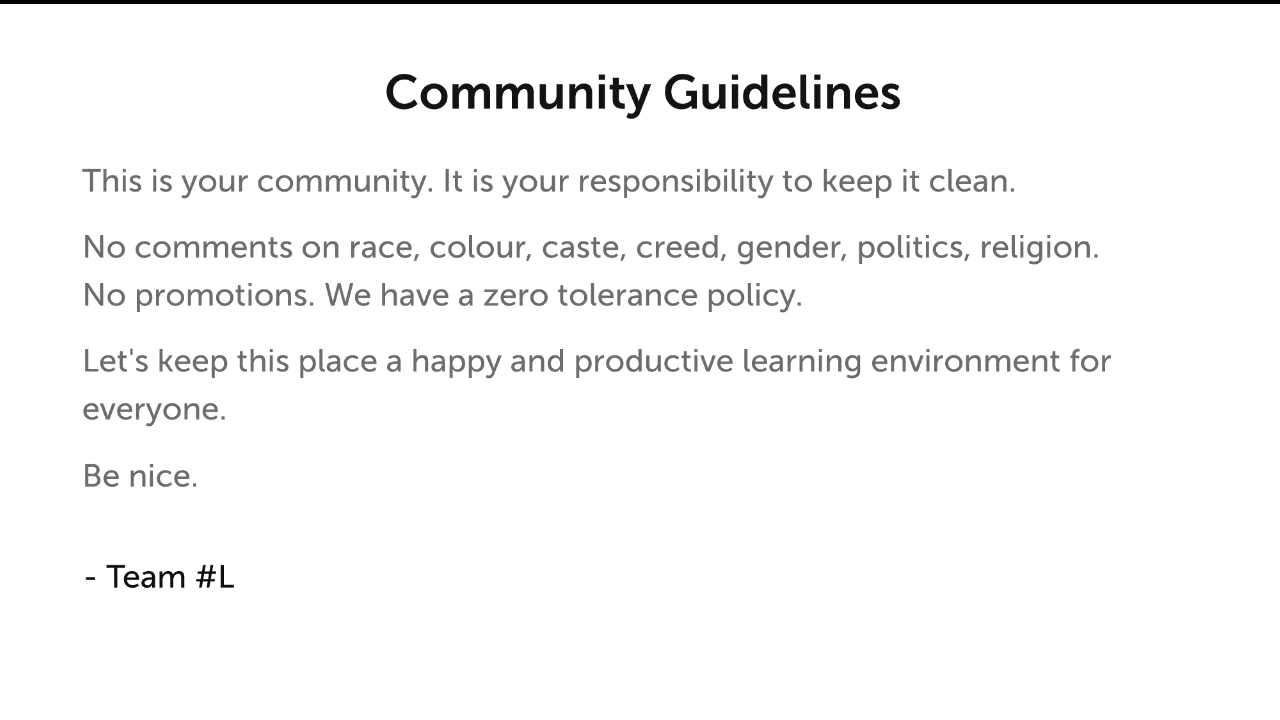 Community Guidelines
This is your community. It is your responsibility to keep it clean.
No comments on race, colour, caste, creed, gender, politics, religion.
No promotions. We have a zero tolerance policy.
Let's keep this place a happy and productive learning environment for
everyone.
Be nice.
- Team #L